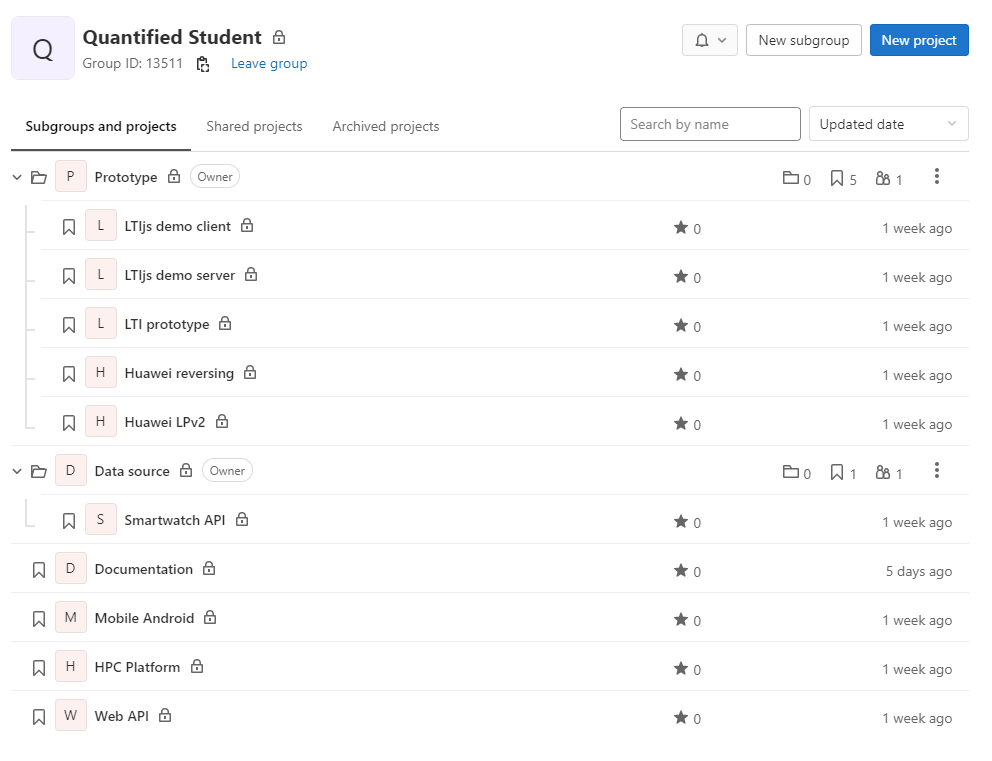 Q
Quantified Student
Group ID: 13511 Leave group
New subgroup
New project
Subgroups and projects Shared projects Archived projects
Search by name
Updated date
P Prototype Owner 0 5 1
L LTIjs demo client 0 1 week ago
L LTIjs demo server 0 1 week ago
L LTI prototype 0 1 week ago
H Huawei reversing 0 1 week ago
H Huawei LPv2 0 1 week ago
D Data source Owner 0 1 1
S Smartwatch API 0 1 week ago
D Documentation 0 5 days ago
M Mobile Android 0 1 week ago
H HPC Platform 0 1 week ago
W Web API 0 1 week ago